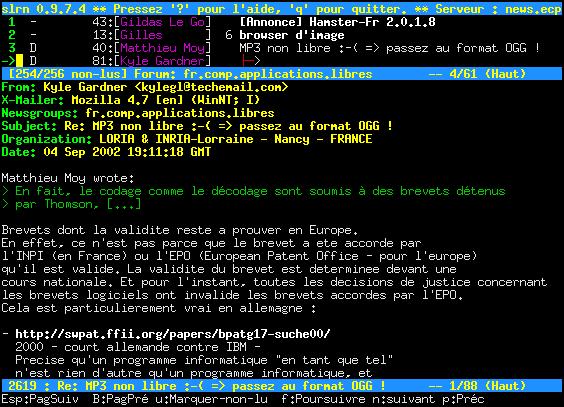 slrn 0.9.7.4 ** Pressez '?' pour l'aide, 'q' pour quitter. ** Serveur : news.ecp
1 - 43:[Gildas Le Go] [Annonce] Hamster-Fr 2.0.1.8
2 - 13:[Gilles ] 6 browser d'image
3 D 40:[Matthieu Moy] MP3 non libre :-( => passez au format OGG !
-> D 81:[Kyle Gardner] └─>
[254/256 non-lus] Forum: fr.comp.applications.libres -- 4/61 (Haut)
From: Kyle Gardner <kylegl@techemail.com>
X-Mailer: Mozilla 4.7 [en] (WinNT; I)
Newsgroups: fr.comp.applications.libres
Subject: Re: MP3 non libre :-( => passez au format OGG !
Organization: LORIA & INRIA-Lorraine - Nancy - FRANCE
Date: 04 Sep 2002 19:11:18 GMT
Matthieu Moy wrote:
> En fait, le codage comme le décodage sont soumis à des brevets détenus
> par Thomson, [...]
Brevets dont la validite reste a prouver en Europe.
En effet, ce n'est pas parce que le brevet a ete accorde par
l'INPI (en France) ou l'EPO (European Patent Office - pour l'europe)
qu'il est valide. La validite du brevet est determinee devant une
cours nationale. Et pour l'instant, toutes les decisions de justice concernant
les brevets logiciels ont invalide les brevets accordes par l'EPO.
Cela est particulierement vrai en allemagne :
- http://swpat.ffii.org/papers/bpatg17-suche00/
2000 - court allemande contre IBM -
Precise qu'un programme informatique "en tant que tel"
n'est rien d'autre qu'un programme informatique, et
2619 : Re: MP3 non libre :-( => passez au format OGG ! -- 1/88 (Haut)
Esp:PagSuiv B:PagPré u:Marquer-non-lu f:Poursuivre n:suivant p:Préc